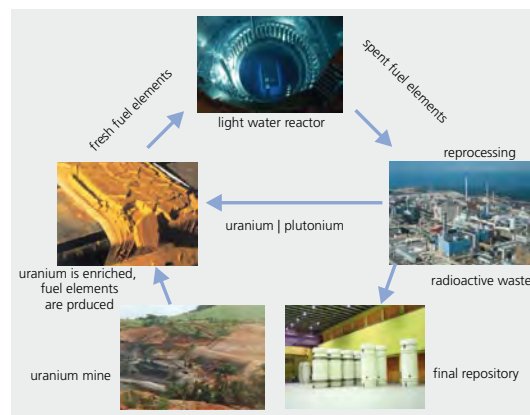 fresh fuel elements
spent fuel elements
light water reactor
reprocessing
uranium | plutonium
uranium is enriched,
fuel elements
are prduced
radioactive waste
uranium mine
final repository